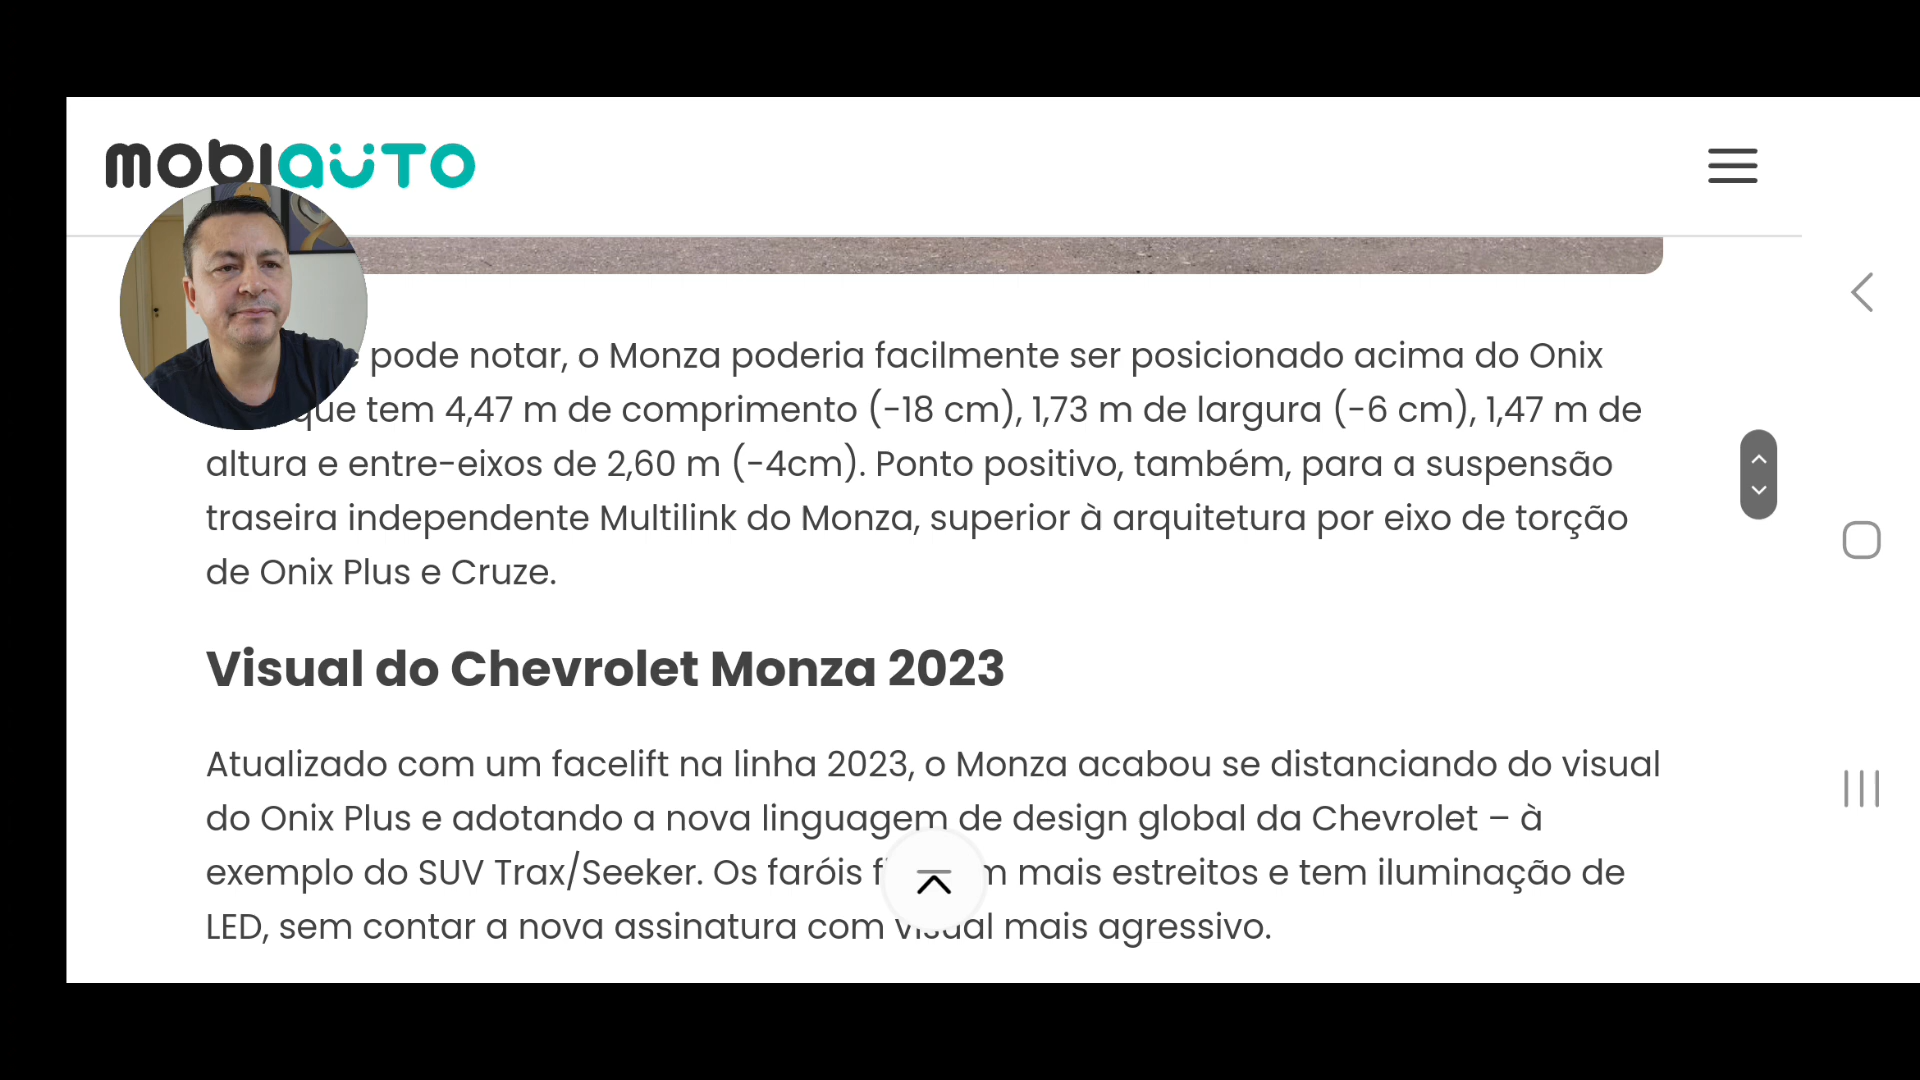 mobiauto
pode notar, o Monza poderia facilmente ser posicionado acima do Onix
que tem 4,47 m de comprimento (-18 cm), 1,73 m de largura (-6 cm), 1,47 m de
altura e entre-eixos de 2,60 m (-4cm). Ponto positivo, também, para a suspensão
traseira independente Multilink do Monza, superior à arquitetura por eixo de torção
de Onix Plus e Cruze.
Visual do Chevrolet Monza 2023
Atualizado com um facelift na linha 2023, o Monza acabou se distanciando do visual
do Onix Plus e adotando a nova linguagem de design global da Chevrolet – à
exemplo do SUV Trax/Seeker. Os faróis mais estreitos e tem iluminação de
LED, sem contar a nova assinatura com visual mais agressivo.